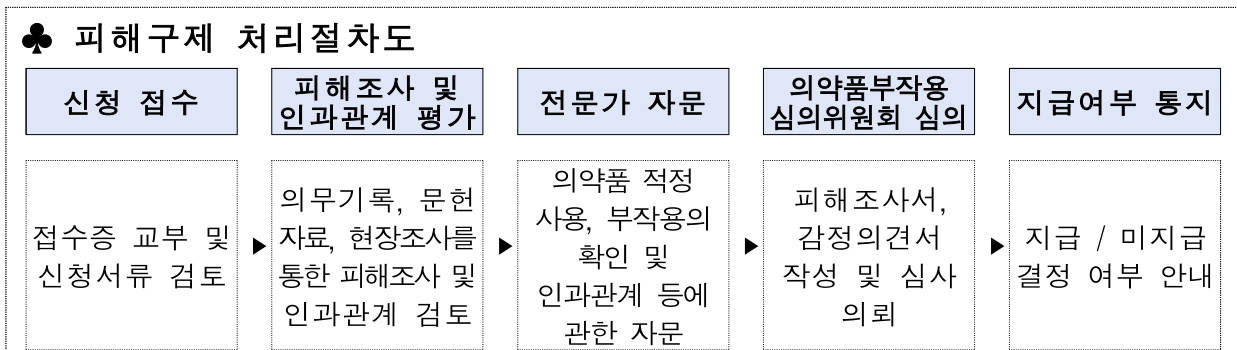 ♣ 피해구제 처리절차도
신청 접수
피해조사 및
인과관계 평가
전문가 자문
의약품부작용
심의위원회 심의
지급여부 통지
접수증 교부 및
신청서류 검토
▶
의무기록, 문헌
자료, 현장조사를
통한 피해조사 및
인과관계 검토
▶
의약품 적정
사용, 부작용의
확인 및
인과관계 등에
관한 자문
▶
피해조사서,
감정의견서
작성 및 심사
의뢰
▶
지급 / 미지급
결정 여부 안내